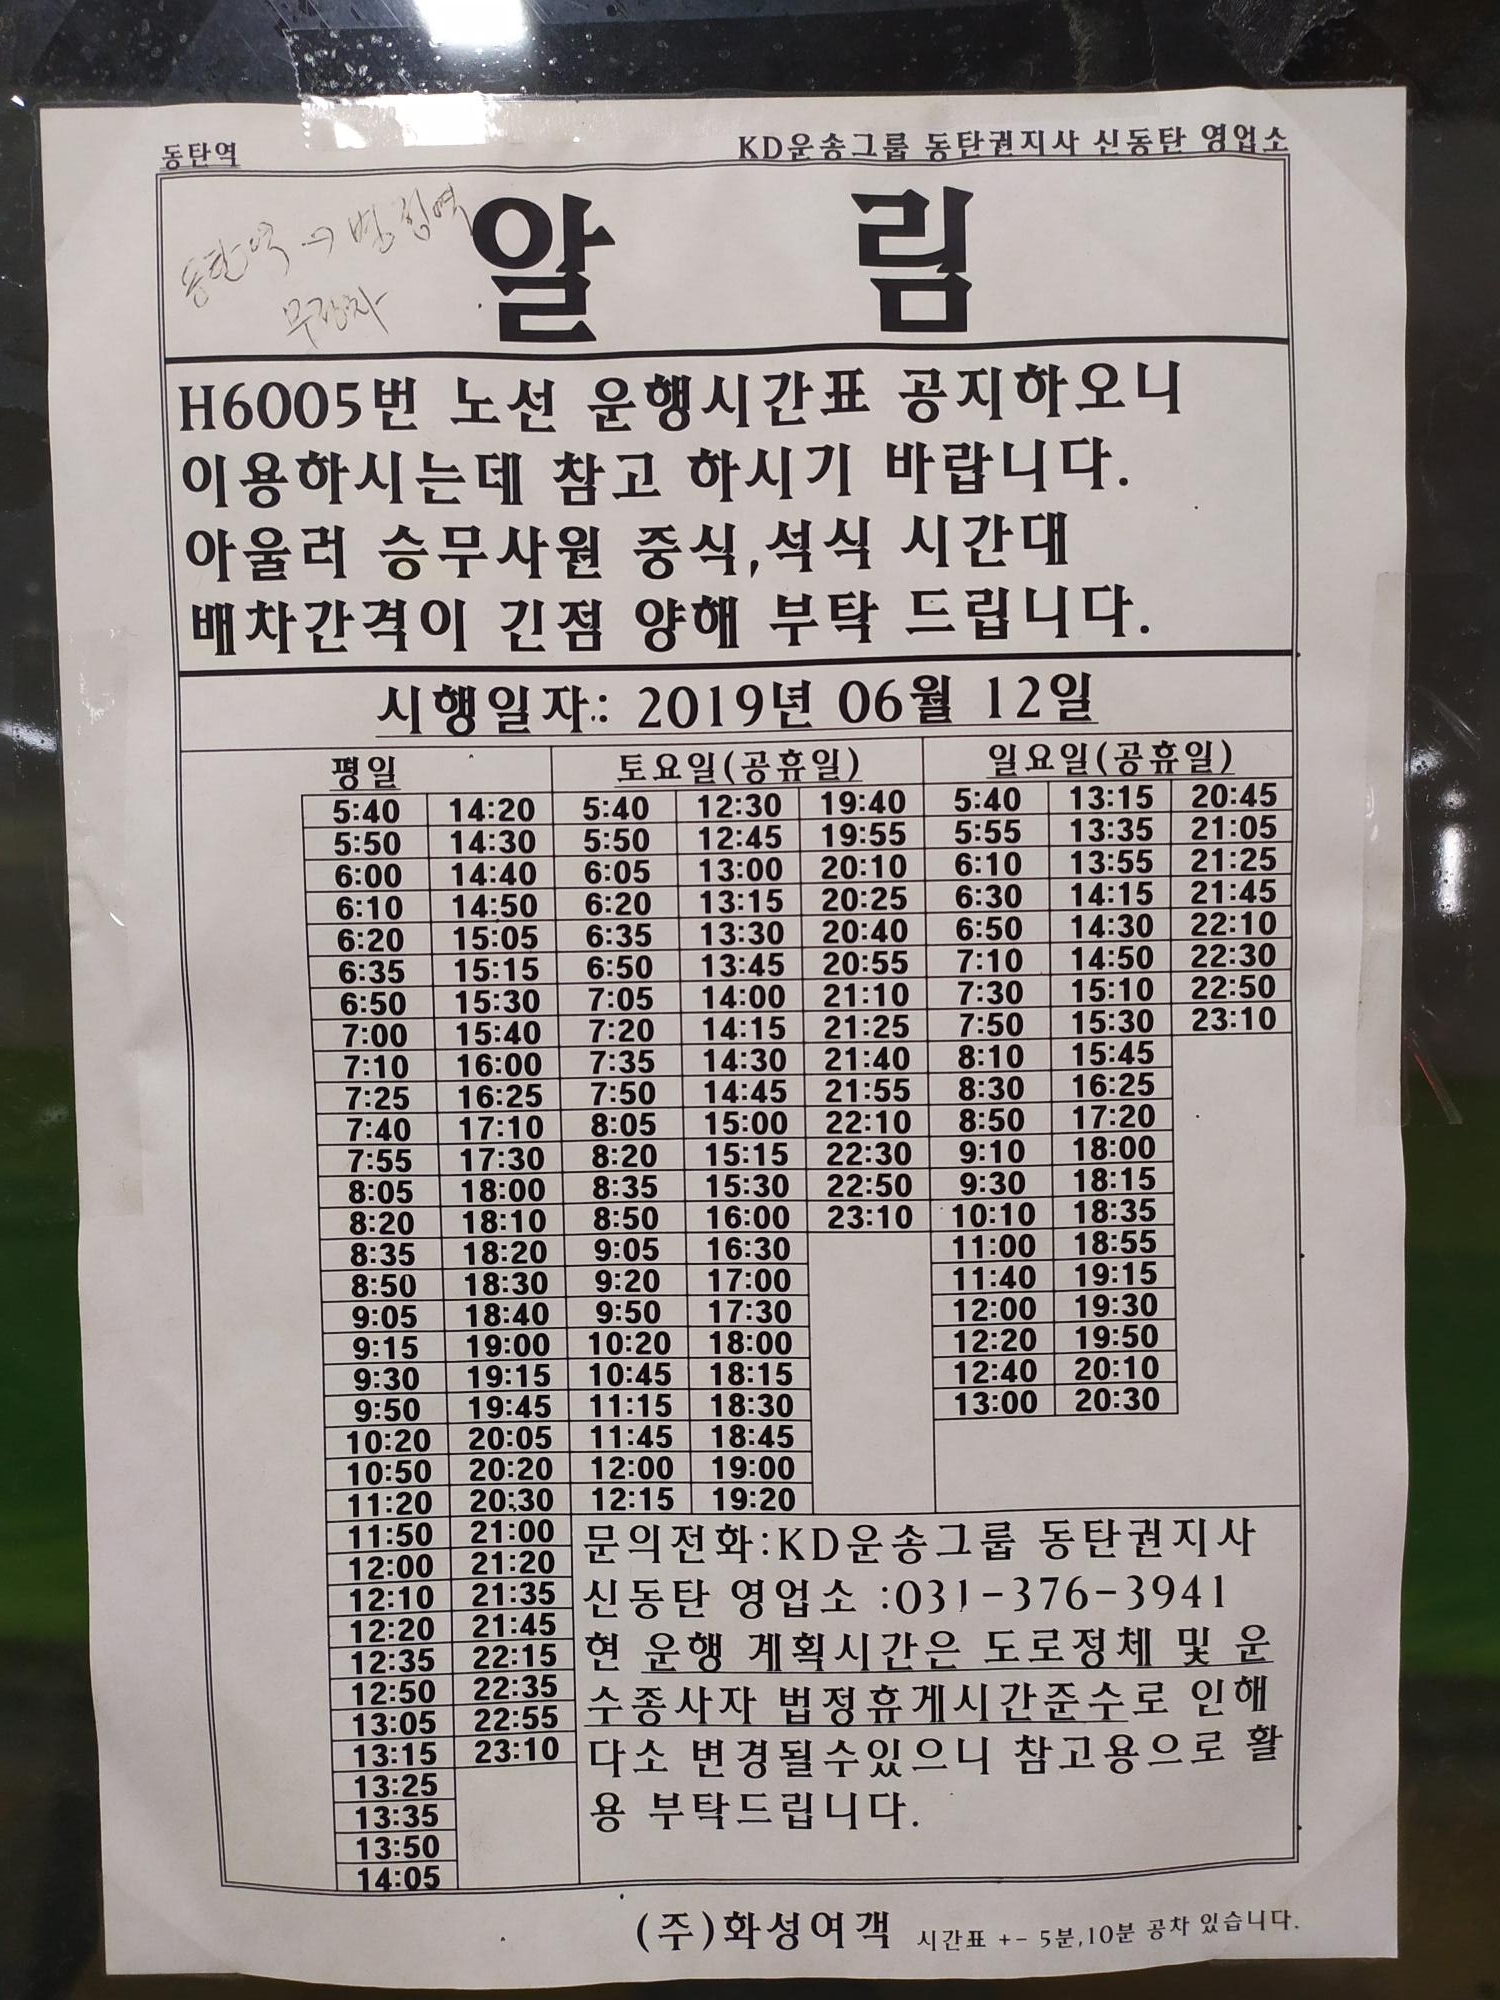 동탄역
KD운송그룹 동탄권지사 신동탄 영업소
동탄역 → 병점역
알 림
H6005번 노선 운행시간표 공지하오니
이용하시는데 참고 하시기 바랍니다.
아울러 승무사원 중식,석식 시간대
배차간격이 긴점 양해 부탁 드립니다.
시행일자: 2019년 06월 12일
평일 토요일(공휴일) 일요일(공휴일)
5:40 14:20 5:40 12:30 19:40 5:40 13:15 20:45
5:50 14:30 5:50 12:45 19:55 5:55 13:35 21:05
6:00 14:40 6:05 13:00 20:10 6:10 13:55 21:25
6:10 14:50 6:20 13:15 20:25 6:30 14:15 21:45
6:20 15:05 6:35 13:30 20:40 6:50 14:30 22:10
6:35 15:15 6:50 13:45 20:55 7:10 14:50 22:30
6:50 15:30 7:05 14:00 21:10 7:30 15:10 22:50
7:00 15:40 7:20 14:15 21:25 7:50 15:30 23:10
7:10 16:00 7:35 14:30 21:40 8:10 15:45
7:25 16:25 7:50 14:45 21:55 8:30 16:25
7:40 17:10 8:05 15:00 22:10 8:50 17:20
7:55 17:30 8:20 15:15 22:30 9:10 18:00
8:05 18:00 8:35 15:30 22:50 9:30 18:15
8:20 18:10 8:50 16:00 23:10 10:10 18:35
8:35 18:20 9:05 16:30 11:00 18:55
8:50 18:30 9:20 17:00 11:40 19:15
9:05 18:40 9:50 17:30 12:00 19:30
9:15 19:00 10:20 18:00 12:20 19:50
9:30 19:15 10:45 18:15 12:40 20:10
9:50 19:45 11:15 18:30 13:00 20:30
10:20 20:05 11:45 18:45
10:50 20:20 12:00 19:00
11:20 20:30 12:15 19:20
11:50 21:00
12:00 21:20
12:10 21:35
12:20 21:45
12:35 22:15
12:50 22:35
13:05 22:55
13:15 23:10
13:25
13:35
13:50
14:05
문의전화:KD운송그룹 동탄권지사
신동탄 영업소 :031-376-3941
현 운행 계획시간은 도로정체 및 운
수종사자 법정휴게시간준수로 인해
다소 변경될수있으니 참고용으로 활
용 부탁드립니다.
(주)화성여객 시간표 +- 5분,10분 공차 있습니다.